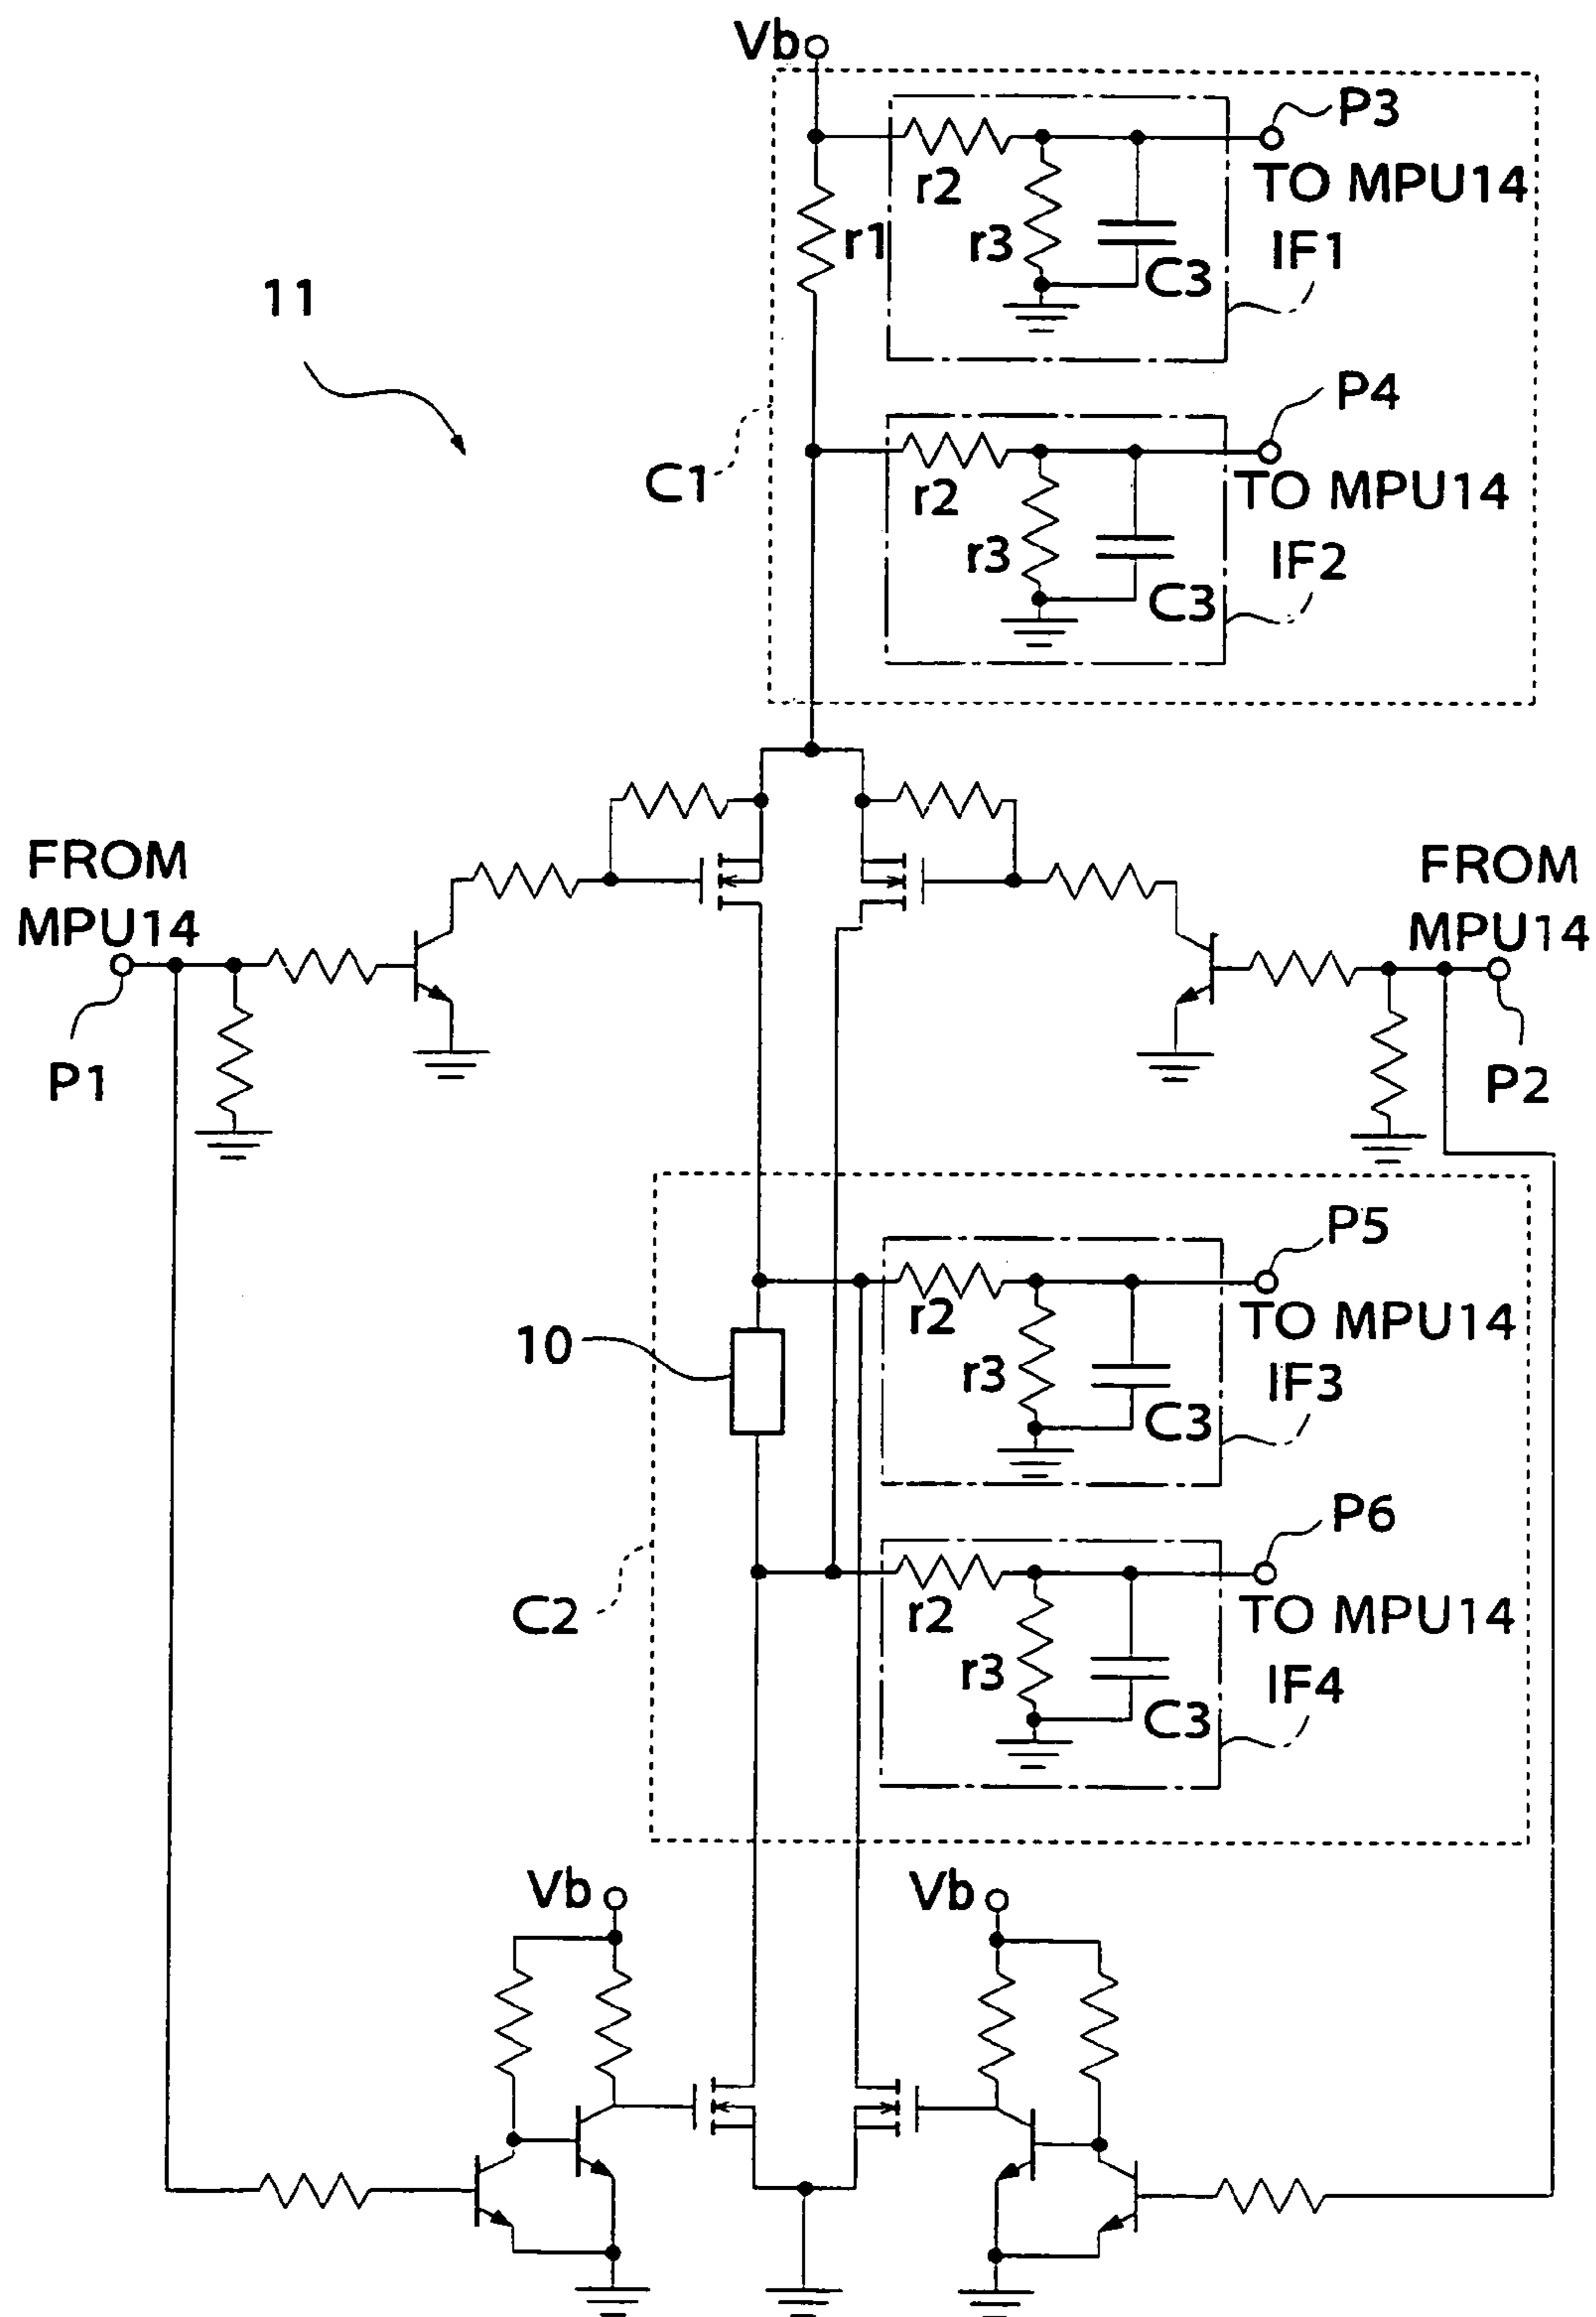 Vb
P3
r2
TO MPU14
r1
r3
IF1
C3
11
P4
C1
r2
TO MPU14
r3
IF2
C3
FROM
MPU14
FROM
MPU14
P1
P2
P5
10
r2
TO MPU14
r3
IF3
C3
P6
C2
r2
TO MPU14
r3
IF4
C3
Vb
Vb